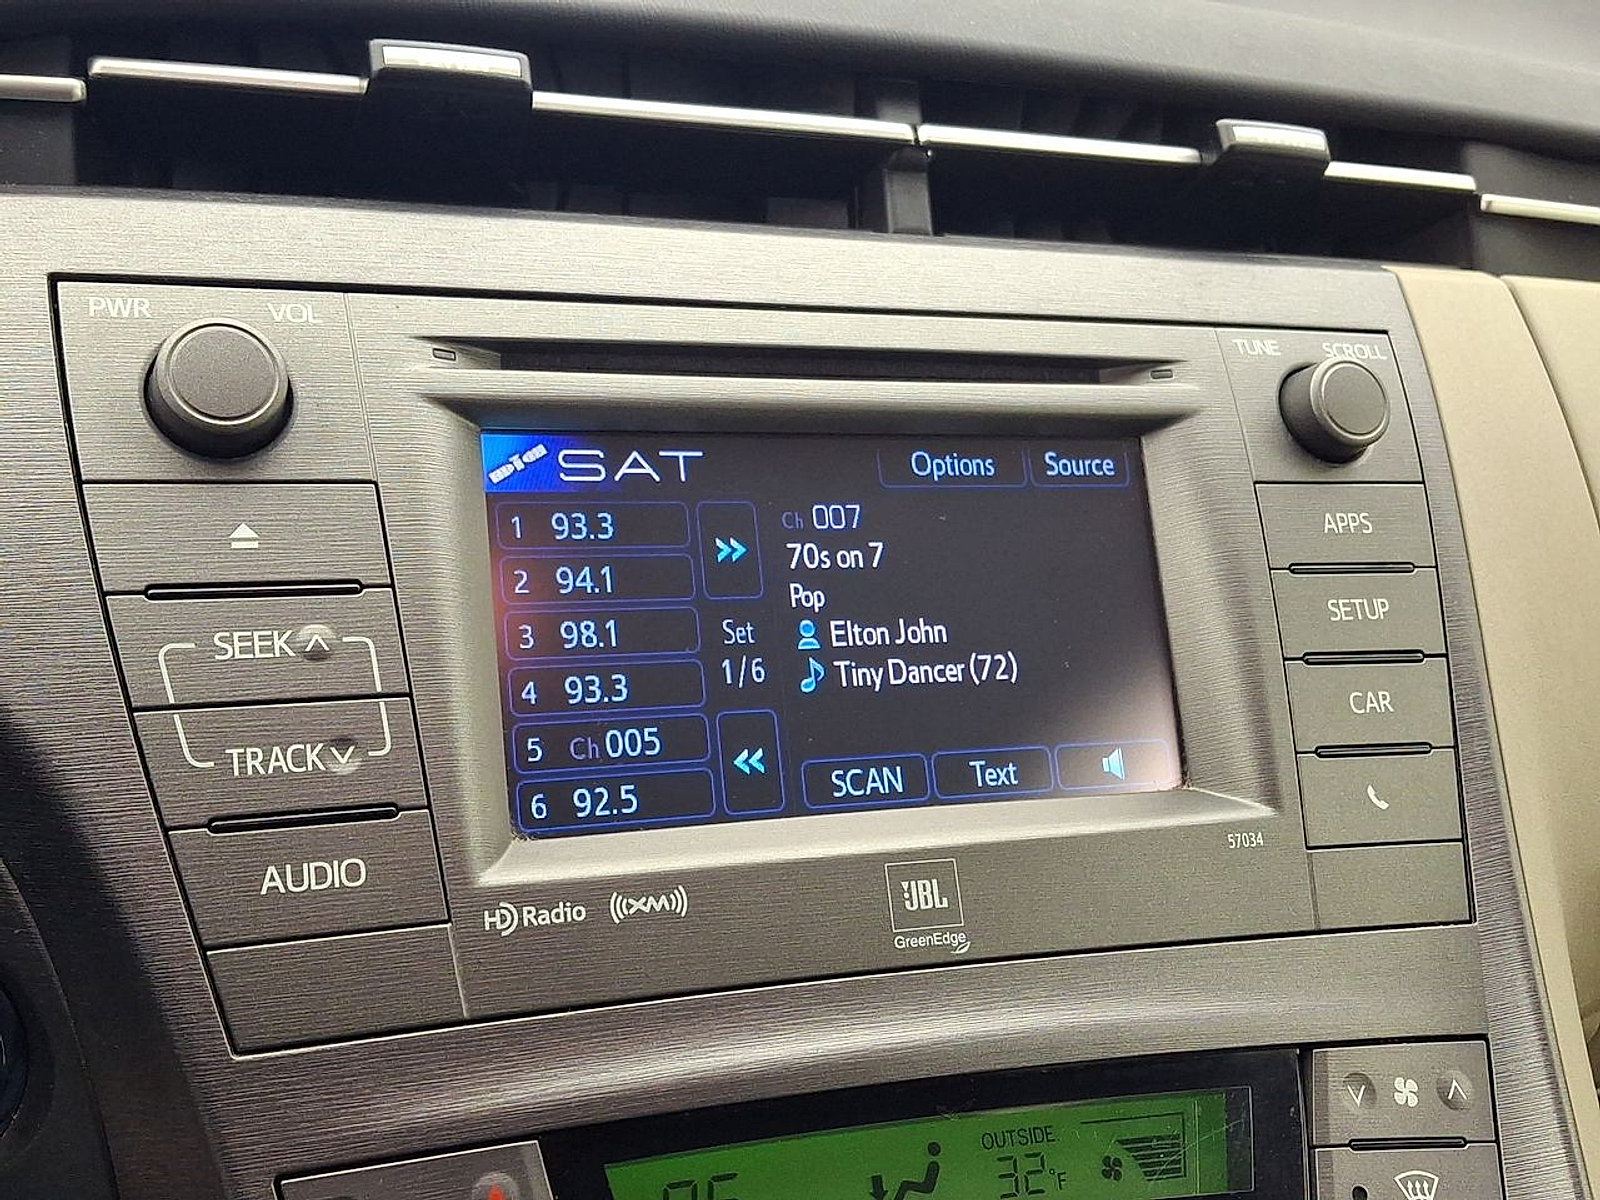 PWR VOL
TUNE SCROLL
SAT
Options Source
1 93.3
2 94.1
3 98.1
4 93.3
5 Ch 005
6 92.5
Set
1/6
Ch 007
70s on 7
Pop
Elton John
Tiny Dancer (72)
SCAN Text
SEEK
TRACK
AUDIO
APPS
SETUP
CAR
57034
HD Radio ((XM))
JBL
GreenEdge
OUTSIDE
32°F